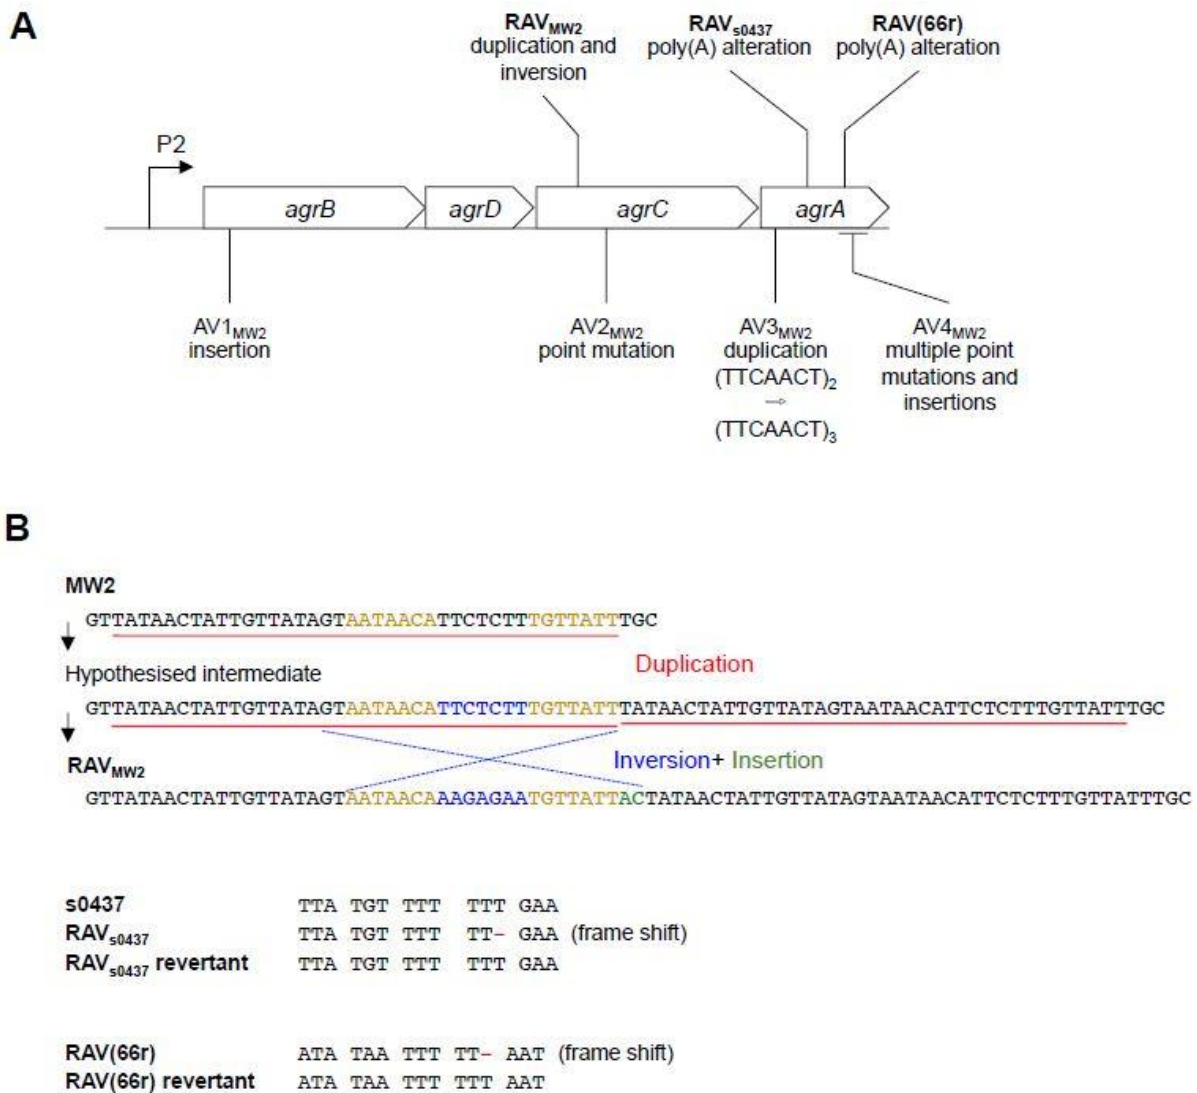 A
RAVMW2 duplication and inversion
RAVs0437 poly(A) alteration
RAV(66r) poly(A) alteration
P2
agrB agrD agrC agrA
AV1MW2 insertion
AV2MW2 point mutation
AV3MW2 duplication (TTCAACT)2 → (TTCAACT)3
AV4MW2 multiple point mutations and insertions
B
MW2
GTTATAACTATTGTTATAGTAATAACATTCTCTTTGTTATTTGC
Hypothesised intermediate
Duplication
GTTATAACTATTGTTATAGTAATAACATTCTCTTTGTTATTTATAACTATTGTTATAGTAATAACATTCTCTTTGTTATTTGC
RAVMW2
Inversion+ Insertion
GTTATAACTATTGTTATAGTAATAACAAAGAGAATGTTATTACTATAACTATTGTTATAGTAATAACATTCTCTTTGTTATTTGC
s0437 TTA TGT TTT TTT GAA
RAVs0437 TTA TGT TTT TT- GAA (frame shift)
RAVs0437 revertant TTA TGT TTT TTT GAA
RAV(66r) ATA TAA TTT TT- AAT (frame shift)
RAV(66r) revertant ATA TAA TTT TTT AAT